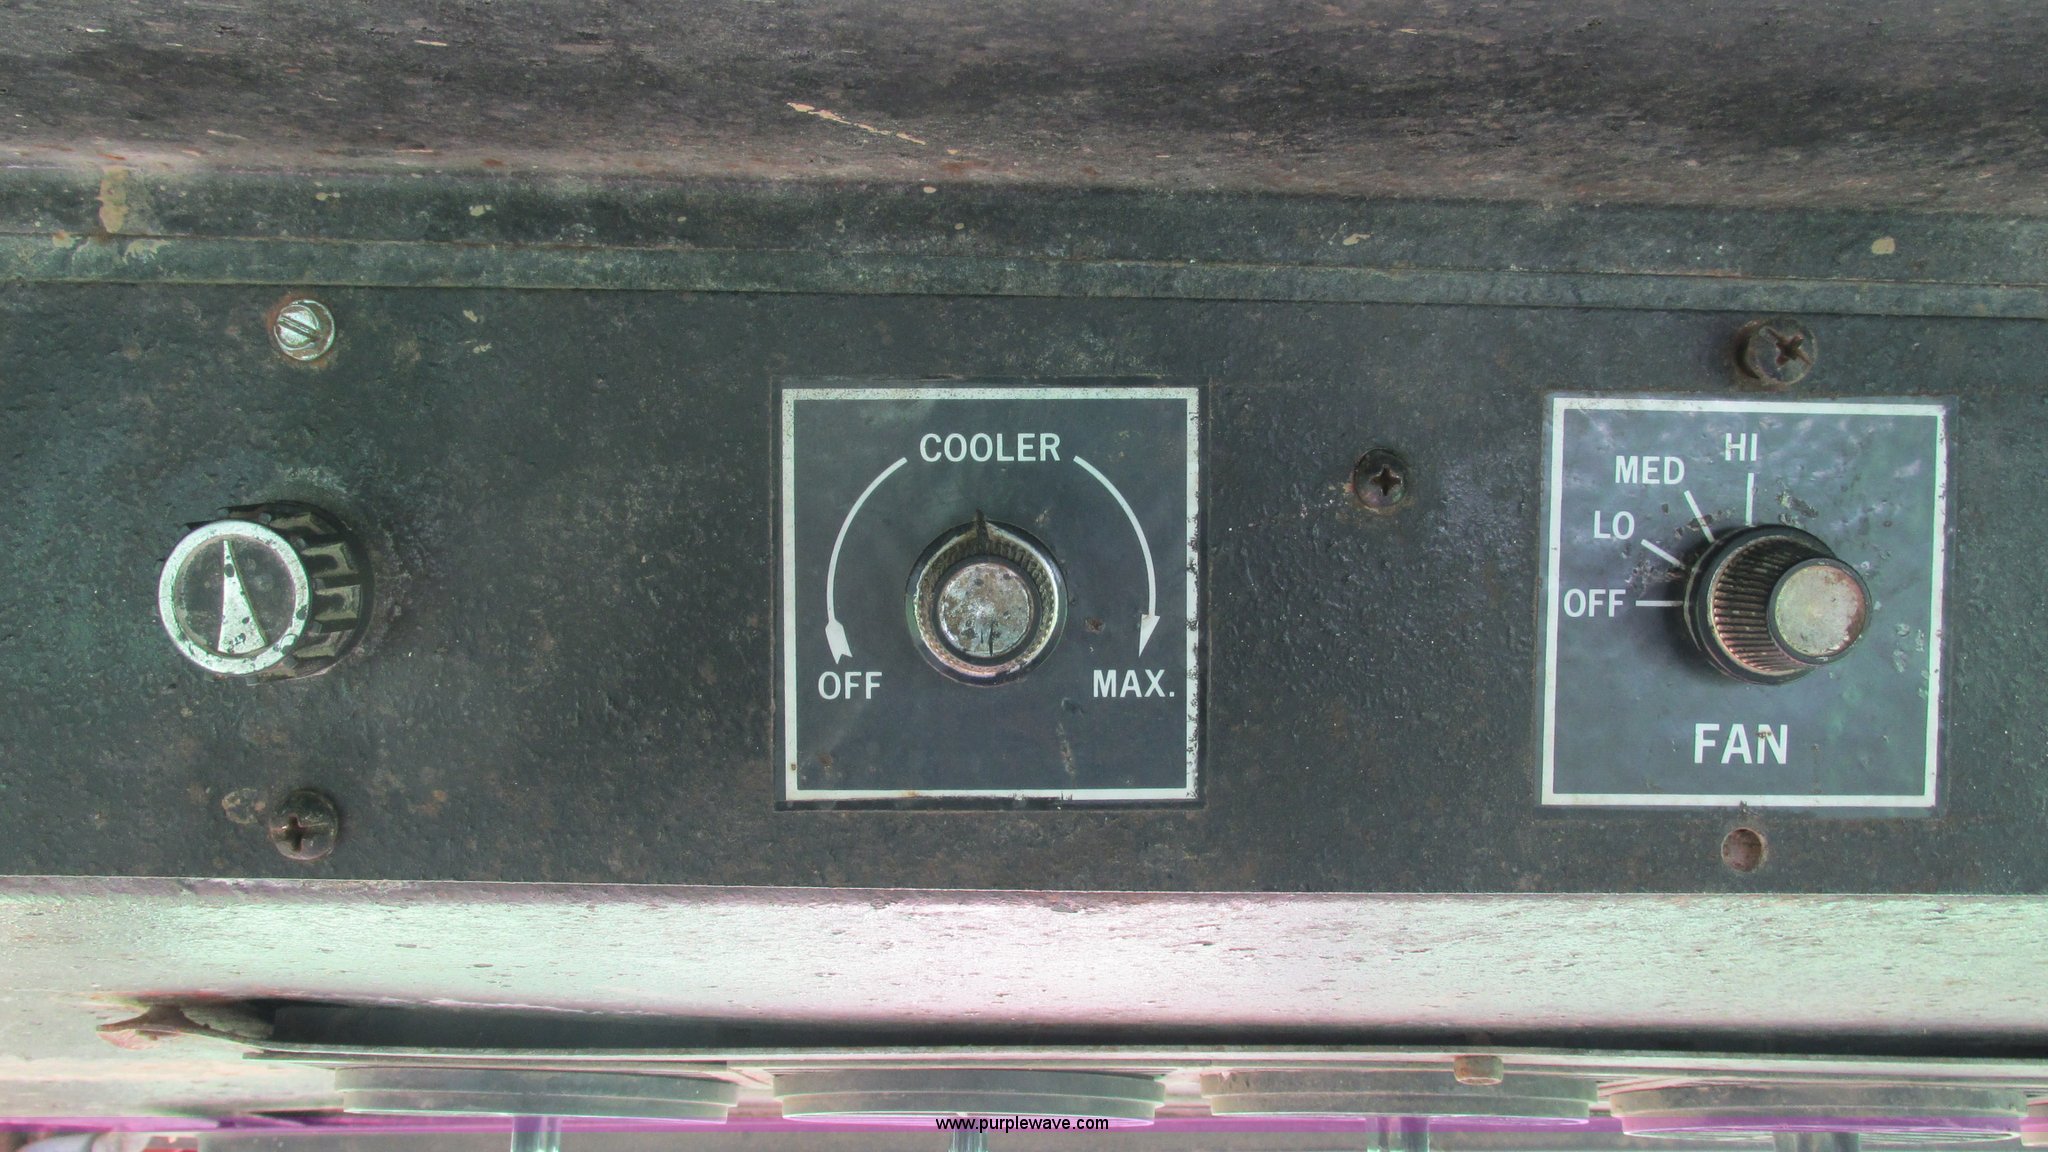 COOLER
OFF
MAX.
HI
MED
LO
OFF
FAN
www.purplewave.com